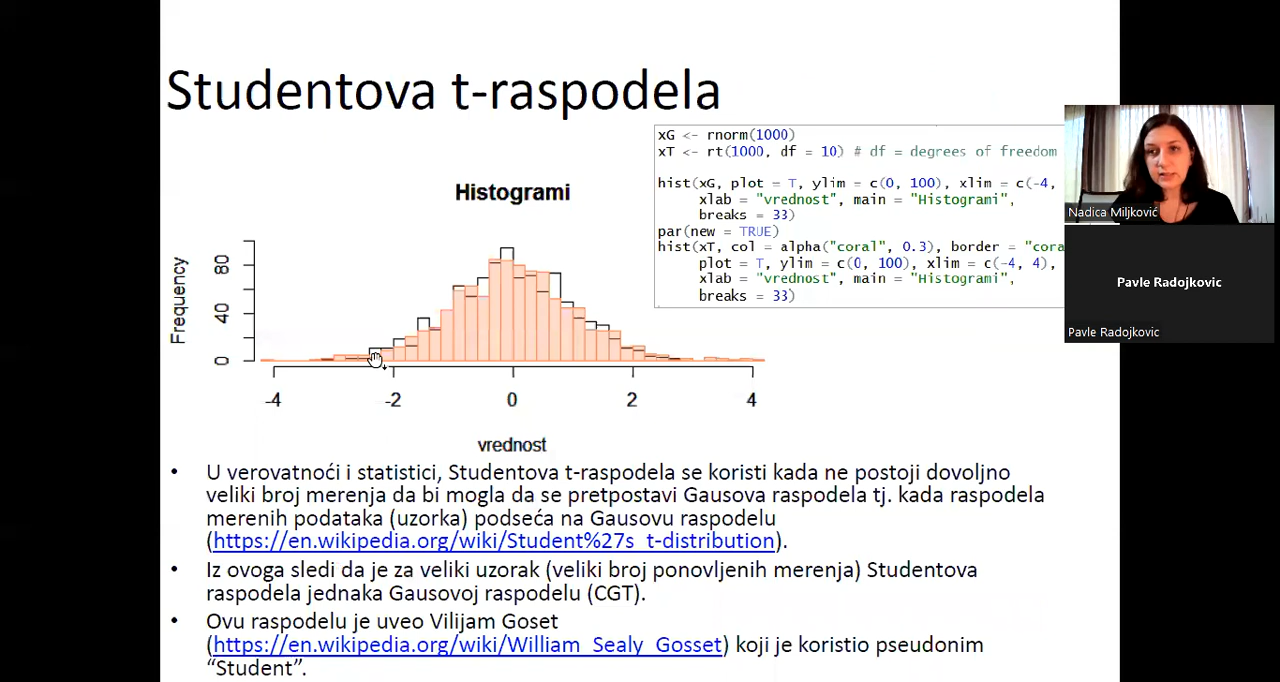 Studentova t-raspodela
xG <- rnorm(1000)
xT <- rt(1000, df = 10) # df = degrees of freedom
hist(xG, plot = T, ylim = c(0, 100), xlim = c(-4,
xlab = "vrednost", main = "Histogrami",
breaks = 33)
par(new = TRUE)
hist(xT, col = alpha("coral", 0.3), border = "cora
plot = T, ylim = c(0, 100), xlim = c(-4, 4),
xlab = "vrednost", main = "Histogrami",
breaks = 33)
Nadica Miljković
Pavle Radojkovic
Pavle Radojkovic
Histogrami
Frequency
80
40
0
-4 -2 0 2 4
vrednost
• U verovatnoći i statistici, Studentova t-raspodela se koristi kada ne postoji dovoljno
veliki broj merenja da bi mogla da se pretpostavi Gausova raspodela tj. kada raspodela
merenih podataka (uzorka) podseća na Gausovu raspodelu
(https://en.wikipedia.org/wiki/Student%27s_t-distribution).
• Iz ovoga sledi da je za veliki uzorak (veliki broj ponovljenih merenja) Studentova
raspodela jednaka Gausovoj raspodelu (CGT).
• Ovu raspodelu je uveo Vilijam Goset
(https://en.wikipedia.org/wiki/William_Sealy_Gosset) koji je koristio pseudonim
“Student”.